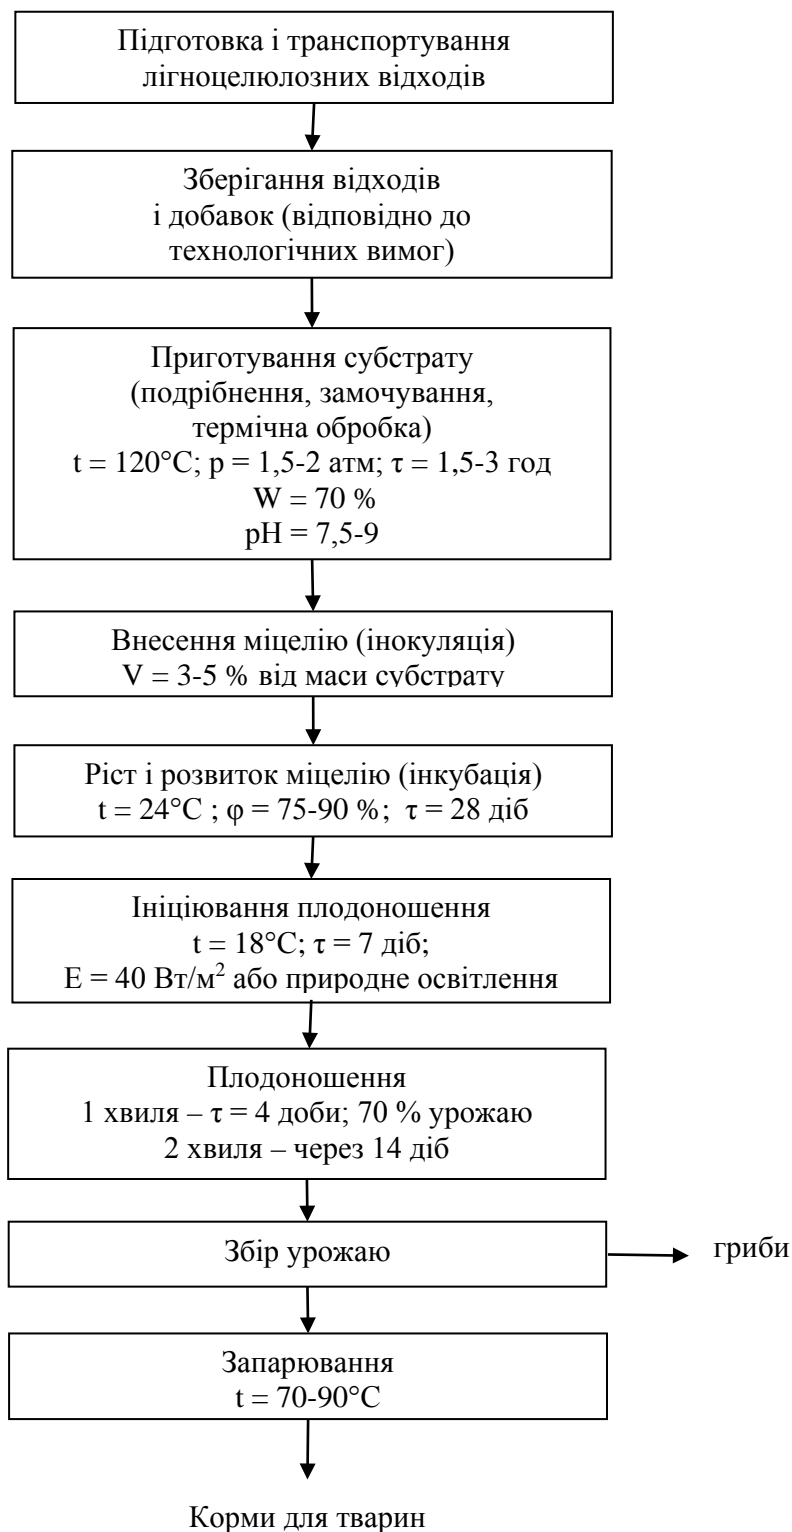 Підготовка і транспортування
лігноцелюлозних відходів
Зберігання відходів
і добавок (відповідно до
технологічних вимог)
Приготування субстрату
(подрібнення, замочування,
термічна обробка)
t = 120°C; p = 1,5-2 атм; τ = 1,5-3 год
W = 70 %
pH = 7,5-9
Внесення міцелію (інокуляція)
V = 3-5 % від маси субстрату
Ріст і розвиток міцелію (інкубація)
t = 24°C ; φ = 75-90 %; τ = 28 діб
Ініціювання плодоношення
t = 18°C; τ = 7 діб;
E = 40 Вт/м² або природне освітлення
Плодоношення
1 хвиля – τ = 4 доби; 70 % урожаю
2 хвиля – через 14 діб
Збір урожаю
гриби
Запарювання
t = 70-90°C
Корми для тварин